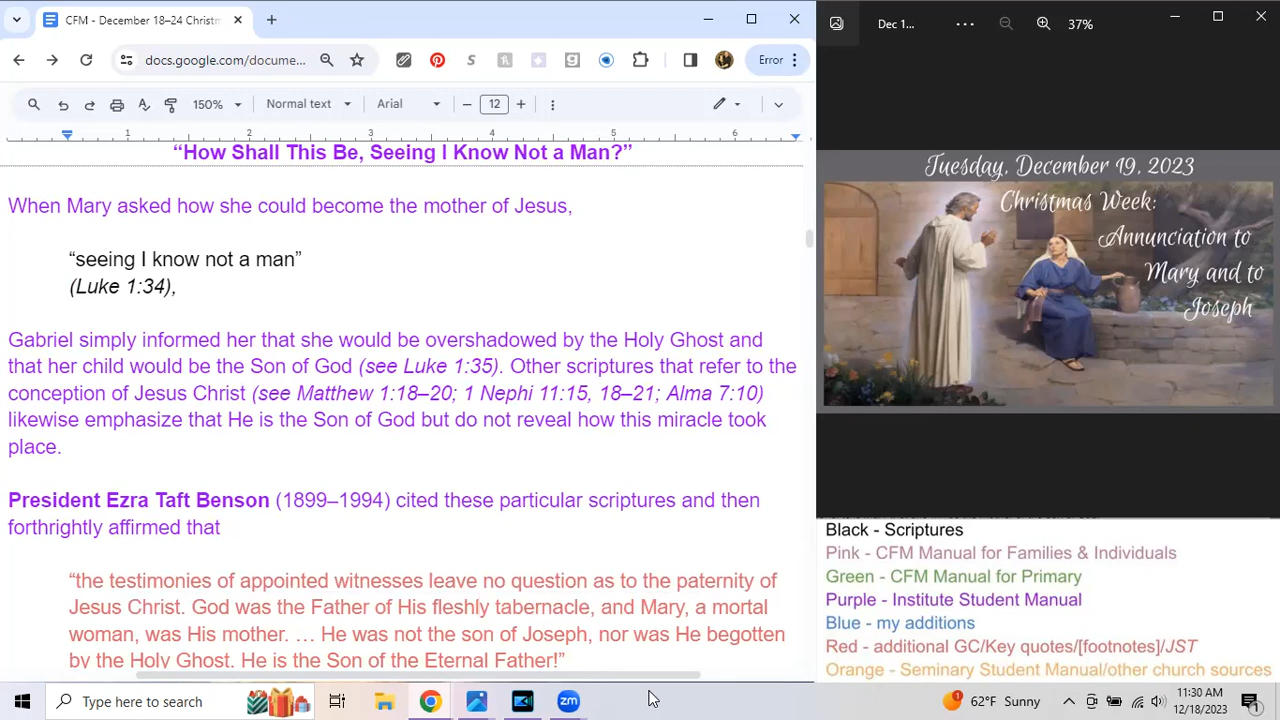 CFM - December 18–24 Christm
docs.google.com/docume...
Error
150%
Normal text
Arial
12
1
2
3
4
5
6
“How Shall This Be, Seeing I Know Not a Man?”
When Mary asked how she could become the mother of Jesus,
“seeing I know not a man”
(Luke 1:34),
Gabriel simply informed her that she would be overshadowed by the Holy Ghost and
that her child would be the Son of God (see Luke 1:35). Other scriptures that refer to the
conception of Jesus Christ (see Matthew 1:18–20; 1 Nephi 11:15, 18–21; Alma 7:10)
likewise emphasize that He is the Son of God but do not reveal how this miracle took
place.
President Ezra Taft Benson (1899–1994) cited these particular scriptures and then
forthrightly affirmed that
“the testimonies of appointed witnesses leave no question as to the paternity of
Jesus Christ. God was the Father of His fleshly tabernacle, and Mary, a mortal
woman, was His mother. … He was not the son of Joseph, nor was He begotten
by the Holy Ghost. He is the Son of the Eternal Father!”
Dec 1...
37%
Tuesday, December 19, 2023
Christmas Week:
Annunciation to
Mary and to
Joseph
Black - Scriptures
Pink - CFM Manual for Families & Individuals
Green - CFM Manual for Primary
Purple - Institute Student Manual
Blue - my additions
Red - additional GC/Key quotes/[footnotes]/JST
Orange - Seminary Student Manual/other church sources
Type here to search
zm
1
62°F Sunny
11:30 AM
12/18/2023
1